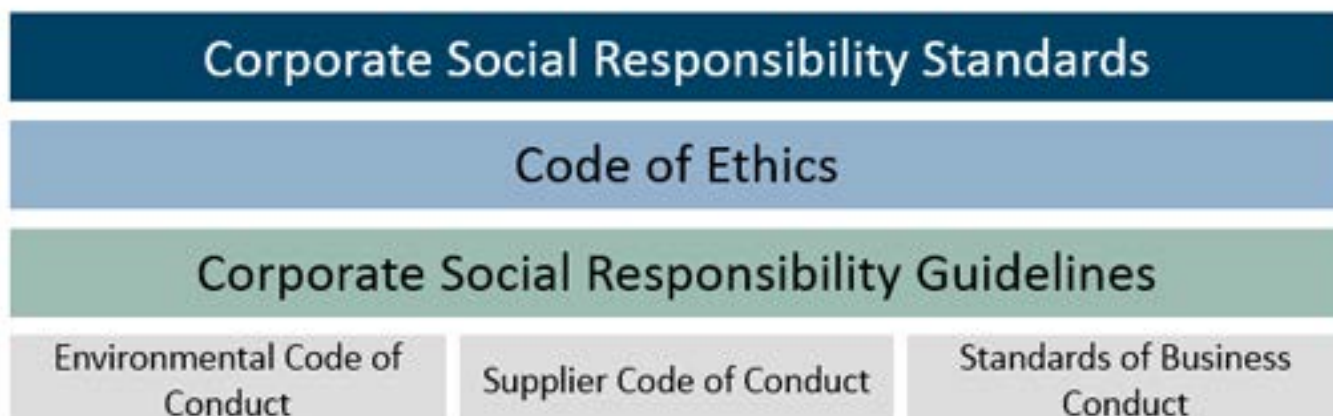 Corporate Social Responsibility Standards
Code of Ethics
Corporate Social Responsibility Guidelines
Environmental Code of
Conduct
Supplier Code of Conduct
Standards of Business
Conduct